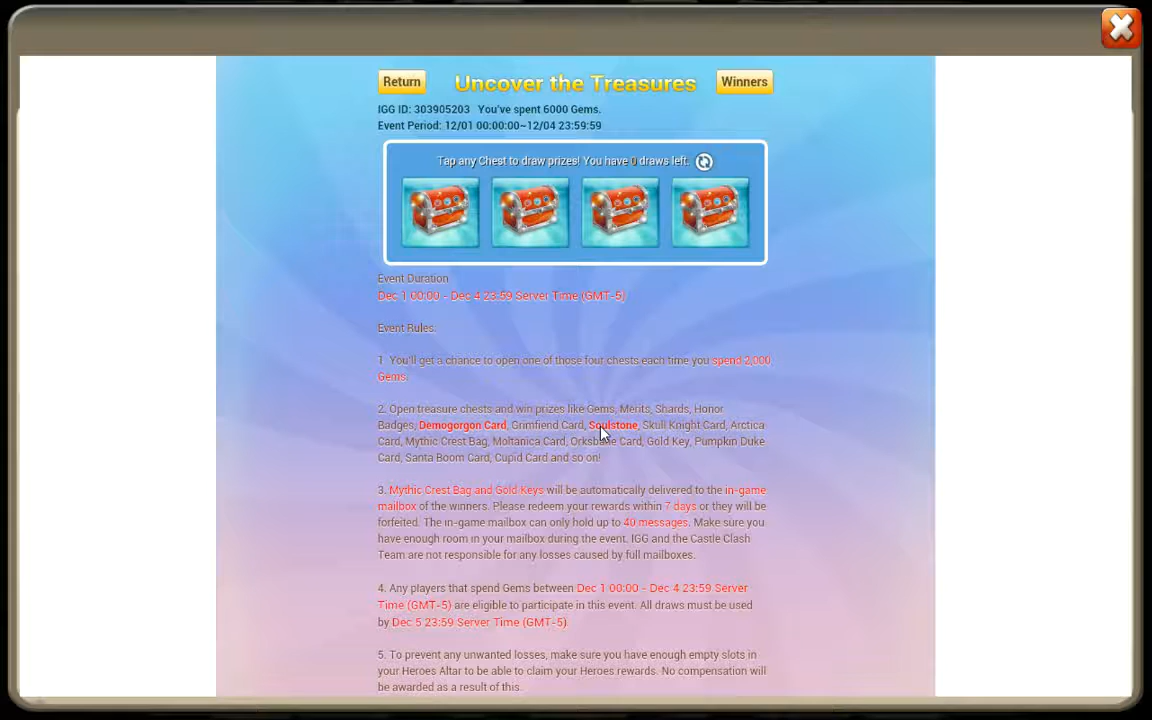 Return Uncover the Treasures Winners
IGG ID: 303905203 You've spent 6000 Gems.
Event Period: 12/01 00:00:00~12/04 23:59:59
Tap any Chest to draw prizes! You have 0 draws left.
Event Duration
Dec 1 00:00 - Dec 4 23:59 Server Time (GMT-5)
Event Rules:
1. You'll get a chance to open one of those four chests each time you spend 2,000
Gems.
2. Open treasure chests and win prizes like Gems, Merits, Shards, Honor
Badges, Demogorgon Card, Grimfiend Card, Soulstone, Skull Knight Card, Arctica
Card, Mythic Crest Bag, Moltanica Card, Orksbane Card, Gold Key, Pumpkin Duke
Card, Santa Boom Card, Cupid Card and so on!
3. Mythic Crest Bag and Gold Keys will be automatically delivered to the in-game
mailbox of the winners. Please redeem your rewards within 7 days or they will be
forfeited. The in-game mailbox can only hold up to 40 messages. Make sure you
have enough room in your mailbox during the event. IGG and the Castle Clash
Team are not responsible for any losses caused by full mailboxes.
4. Any players that spend Gems between Dec 1 00:00 - Dec 4 23:59 Server
Time (GMT-5) are eligible to participate in this event. All draws must be used
by Dec 5 23:59 Server Time (GMT-5).
5. To prevent any unwanted losses, make sure you have enough empty slots in
your Heroes Altar to be able to claim your Heroes rewards. No compensation will
be awarded as a result of this.